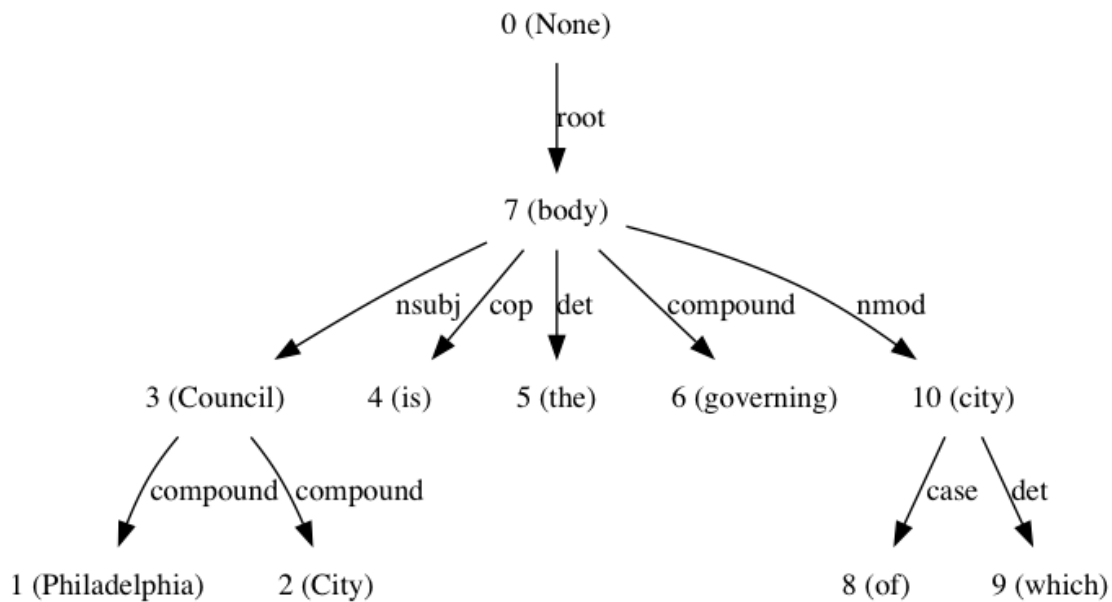 0 (None)
root
7 (body)
nsubj cop det compound nmod
3 (Council) 4 (is) 5 (the) 6 (governing) 10 (city)
compound compound case det
1 (Philadelphia) 2 (City) 8 (of) 9 (which)